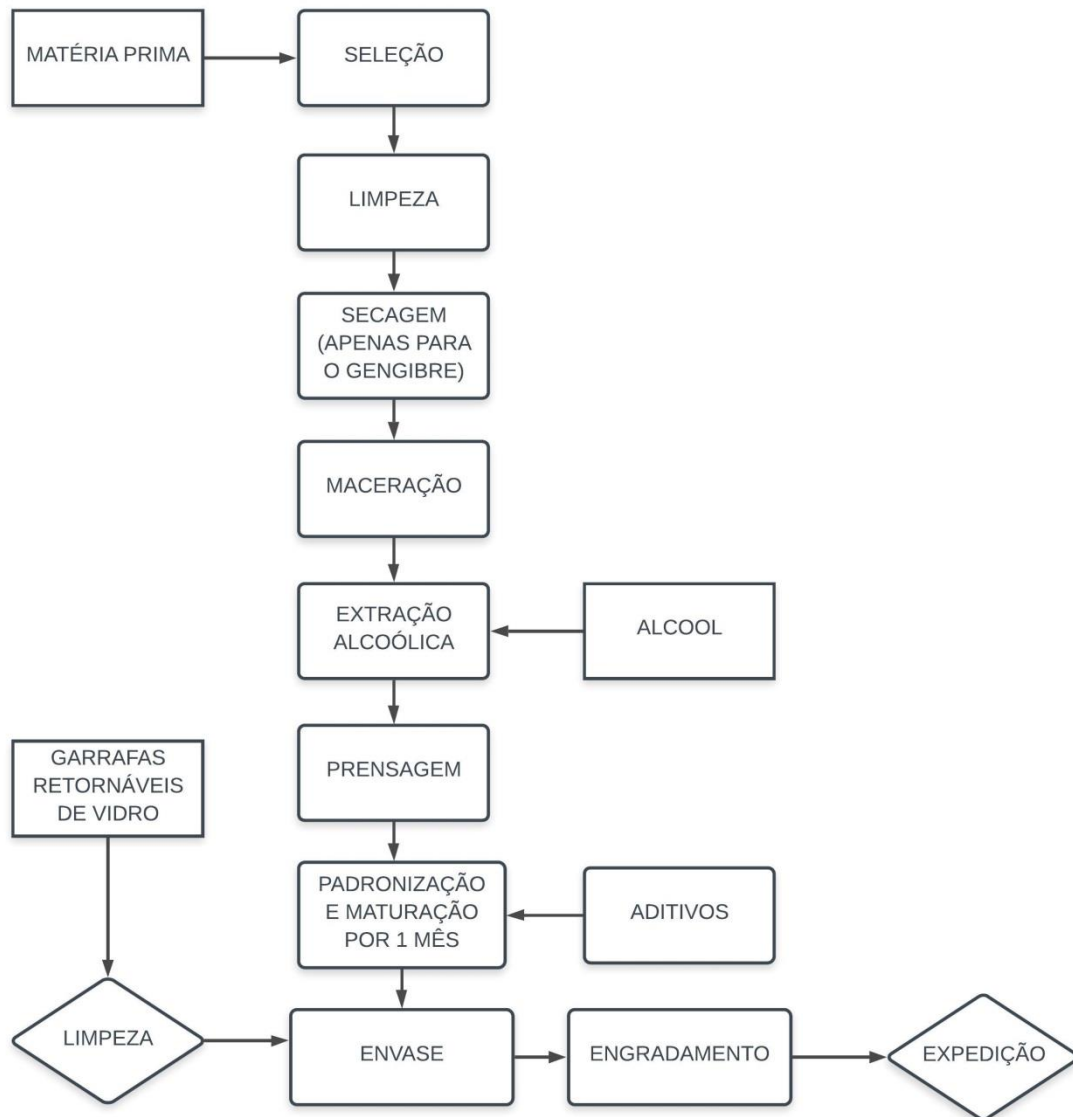 MATÉRIA PRIMA
SELEÇÃO
LIMPEZA
SECAGEM
(APENAS PARA
O GENGIBRE)
MACERAÇÃO
EXTRAÇÃO
ALCOÓLICA
ALCOOL
GARRAFAS
RETORNÁVEIS
DE VIDRO
PRENSAGEM
PADRONIZAÇÃO
E MATURAÇÃO
POR 1 MÊS
ADITIVOS
LIMPEZA
ENVASE
ENGRADAMENTO
EXPEDIÇÃO